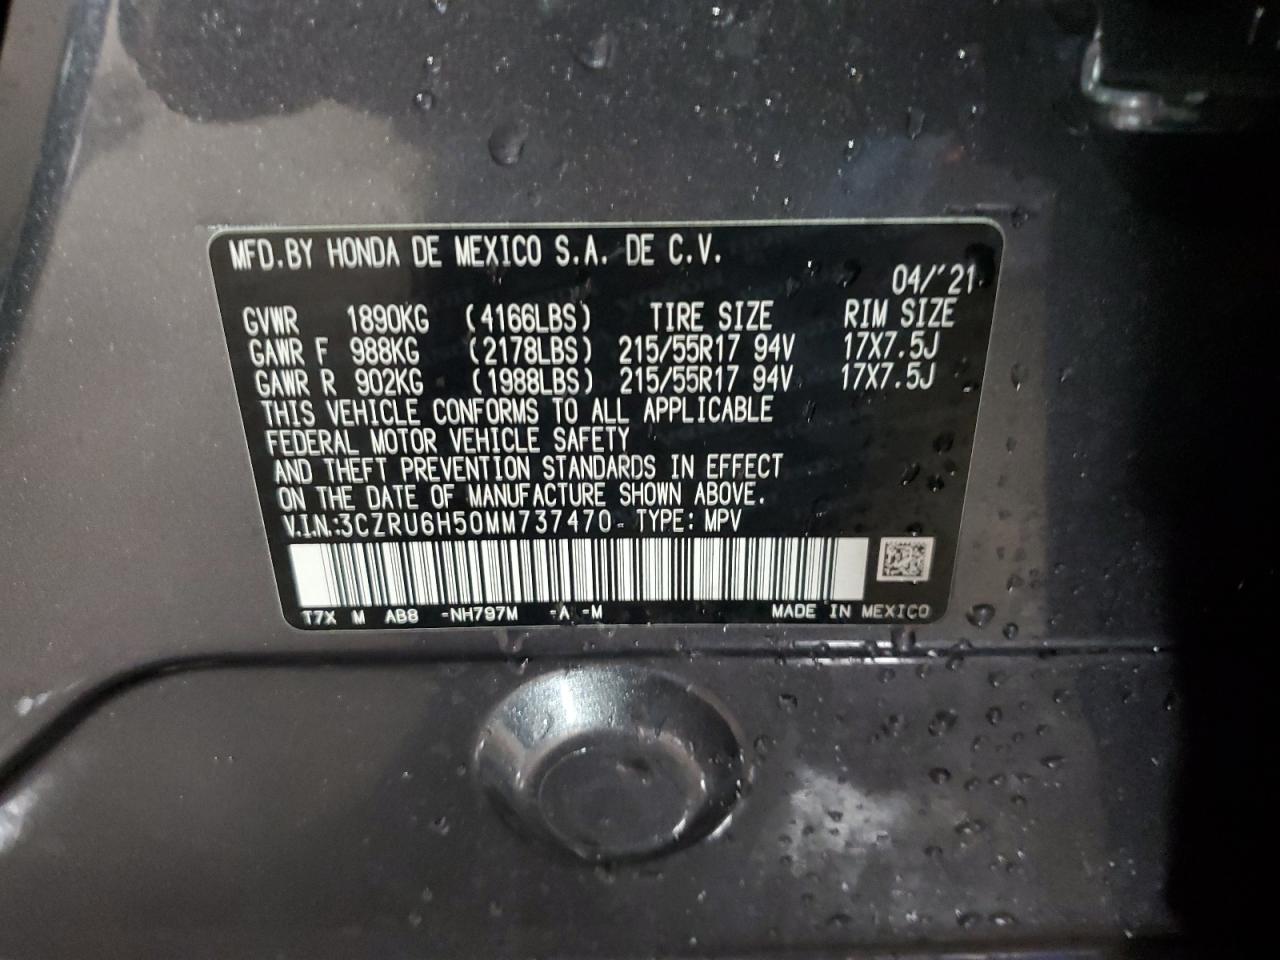 MFD. BY HONDA DE MEXICO S.A. DE C.V.
04/'21
GVWR 1890KG (4166LBS) TIRE SIZE RIM SIZE
GAWR F 988KG (2178LBS) 215/55R17 94V 17X7.5J
GAWR R 902KG (1988LBS) 215/55R17 94V 17X7.5J
THIS VEHICLE CONFORMS TO ALL APPLICABLE
FEDERAL MOTOR VEHICLE SAFETY
AND THEFT PREVENTION STANDARDS IN EFFECT
ON THE DATE OF MANUFACTURE SHOWN ABOVE.
V.I.N.:3CZRU6H50MM737470- TYPE: MPV
T7X M AB8 -NH797M -A -M MADE IN MEXICO